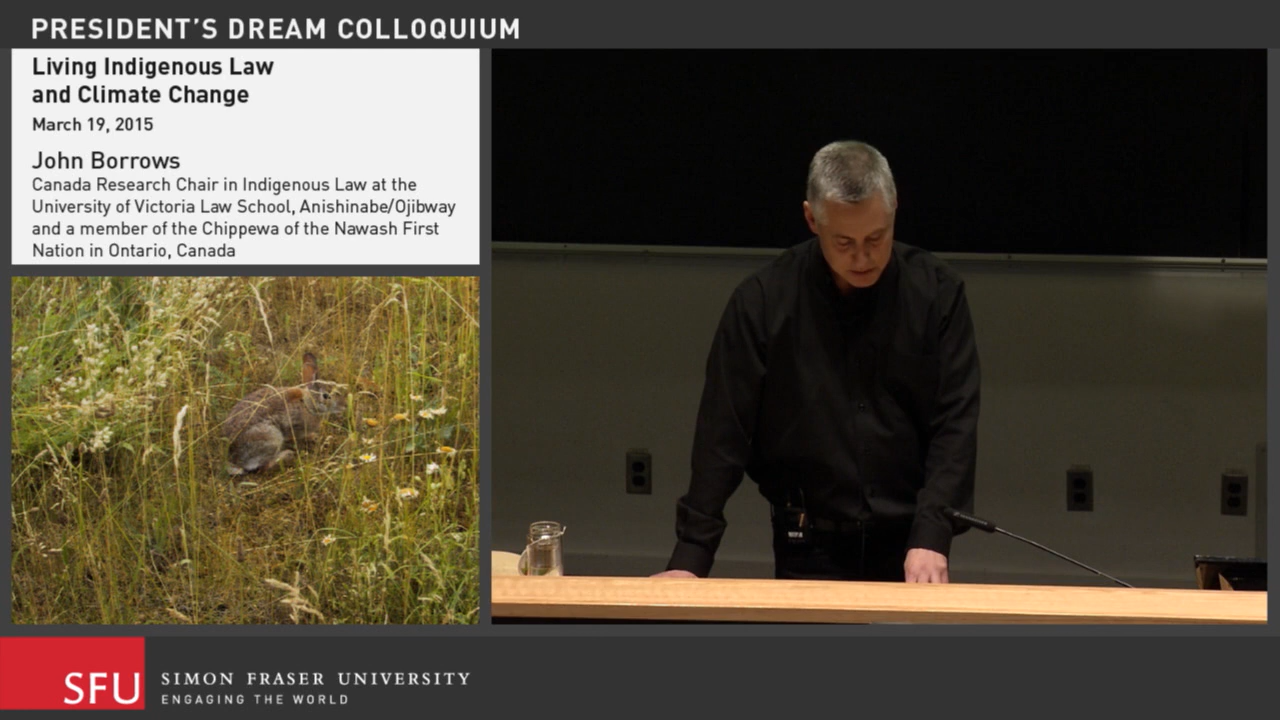 PRESIDENT'S DREAM COLLOQUIUM
Living Indigenous Law
and Climate Change
March 19, 2015
John Borrows
Canada Research Chair in Indigenous Law at the
University of Victoria Law School, Anishinabe/Ojibway
and a member of the Chippewa of the Nawash First
Nation in Ontario, Canada
SFU
SIMON FRASER UNIVERSITY
ENGAGING THE WORLD